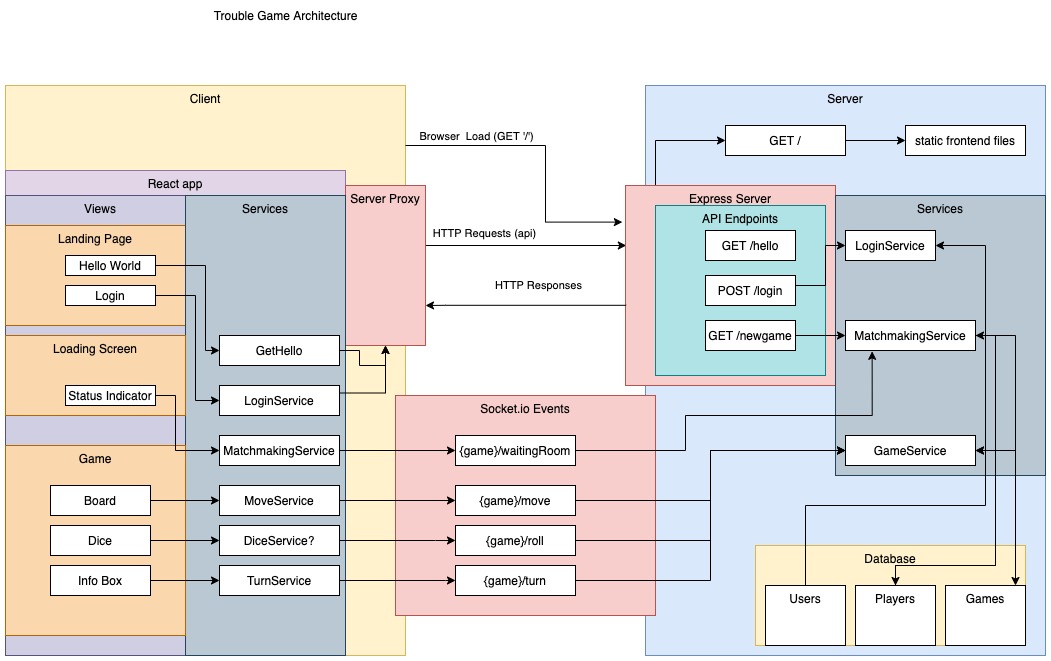 Trouble Game Architecture
Client
Server
Browser Load (GET '/')
GET /
static frontend files
React app
Server Proxy
Express Server
Views
Services
Services
API Endpoints
Landing Page
HTTP Requests (api)
GET /hello
LoginService
Hello World
Login
HTTP Responses
POST /login
Loading Screen
GetHello
GET /newgame
MatchmakingService
Status Indicator
LoginService
Socket.io Events
Game
MatchmakingService
{game}/waitingRoom
GameService
Board
MoveService
{game}/move
Dice
DiceService?
{game}/roll
Database
Info Box
TurnService
{game}/turn
Users
Players
Games